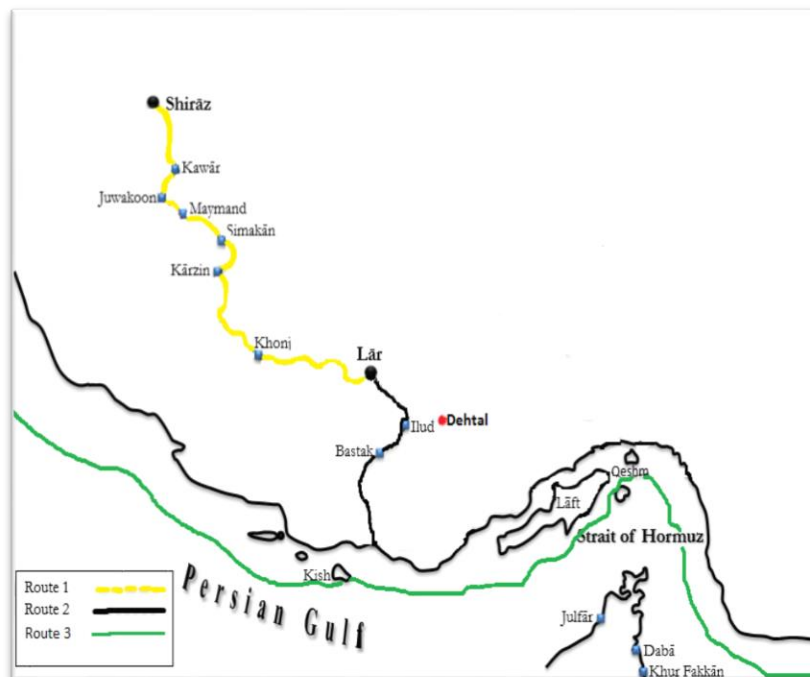 Shirāz
Kawār
Juwakoon
Maymand
Simakān
Kārzin
Khonj
Lār
Ilud
Dehtal
Bastak
Qeshm
Lāft
Strait of Hormuz
Kish
Persian Gulf
Julfār
Dabā
Khur Fakkān
Route 1
Route 2
Route 3